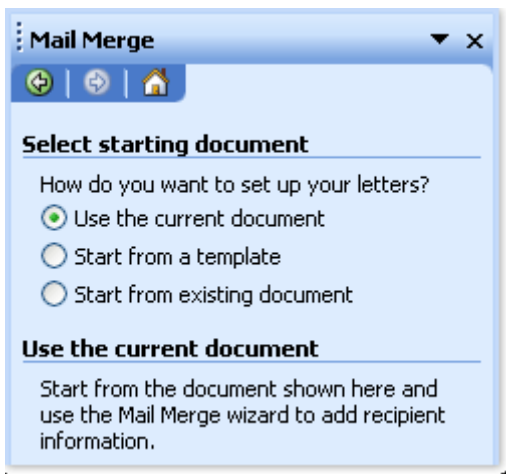 Mail Merge
Select starting document
How do you want to set up your letters?
Use the current document
Start from a template
Start from existing document
Use the current document
Start from the document shown here and
use the Mail Merge wizard to add recipient
information.